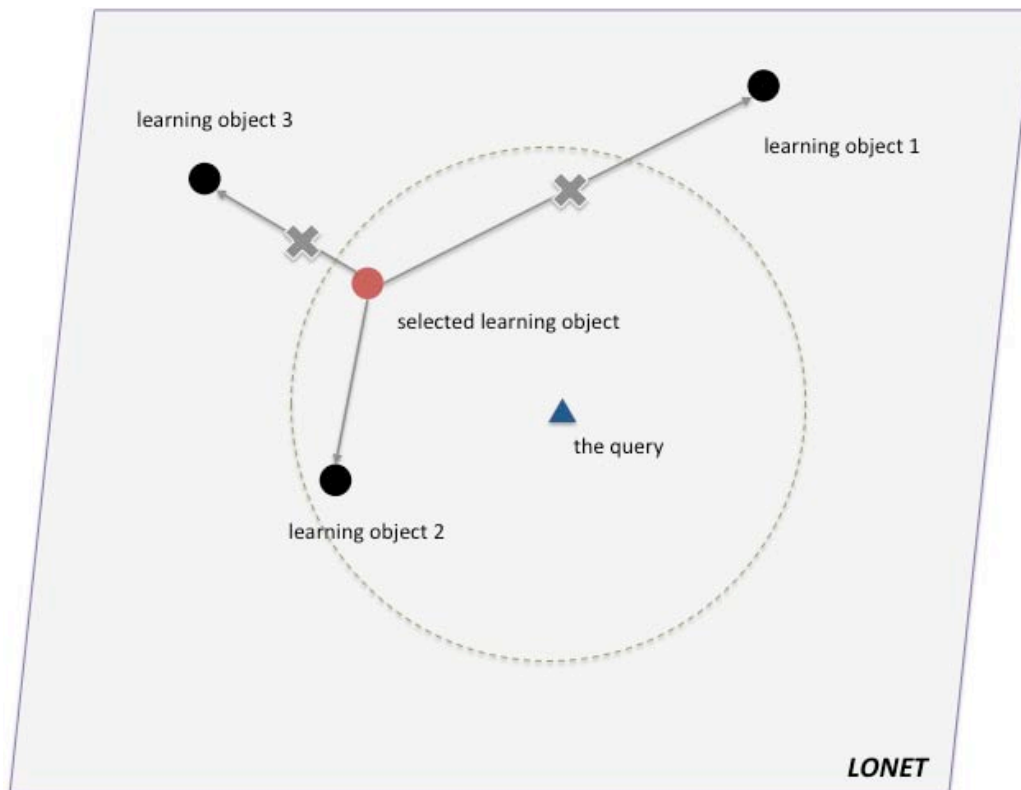 learning object 3
learning object 1
selected learning object
the query
learning object 2
LONET